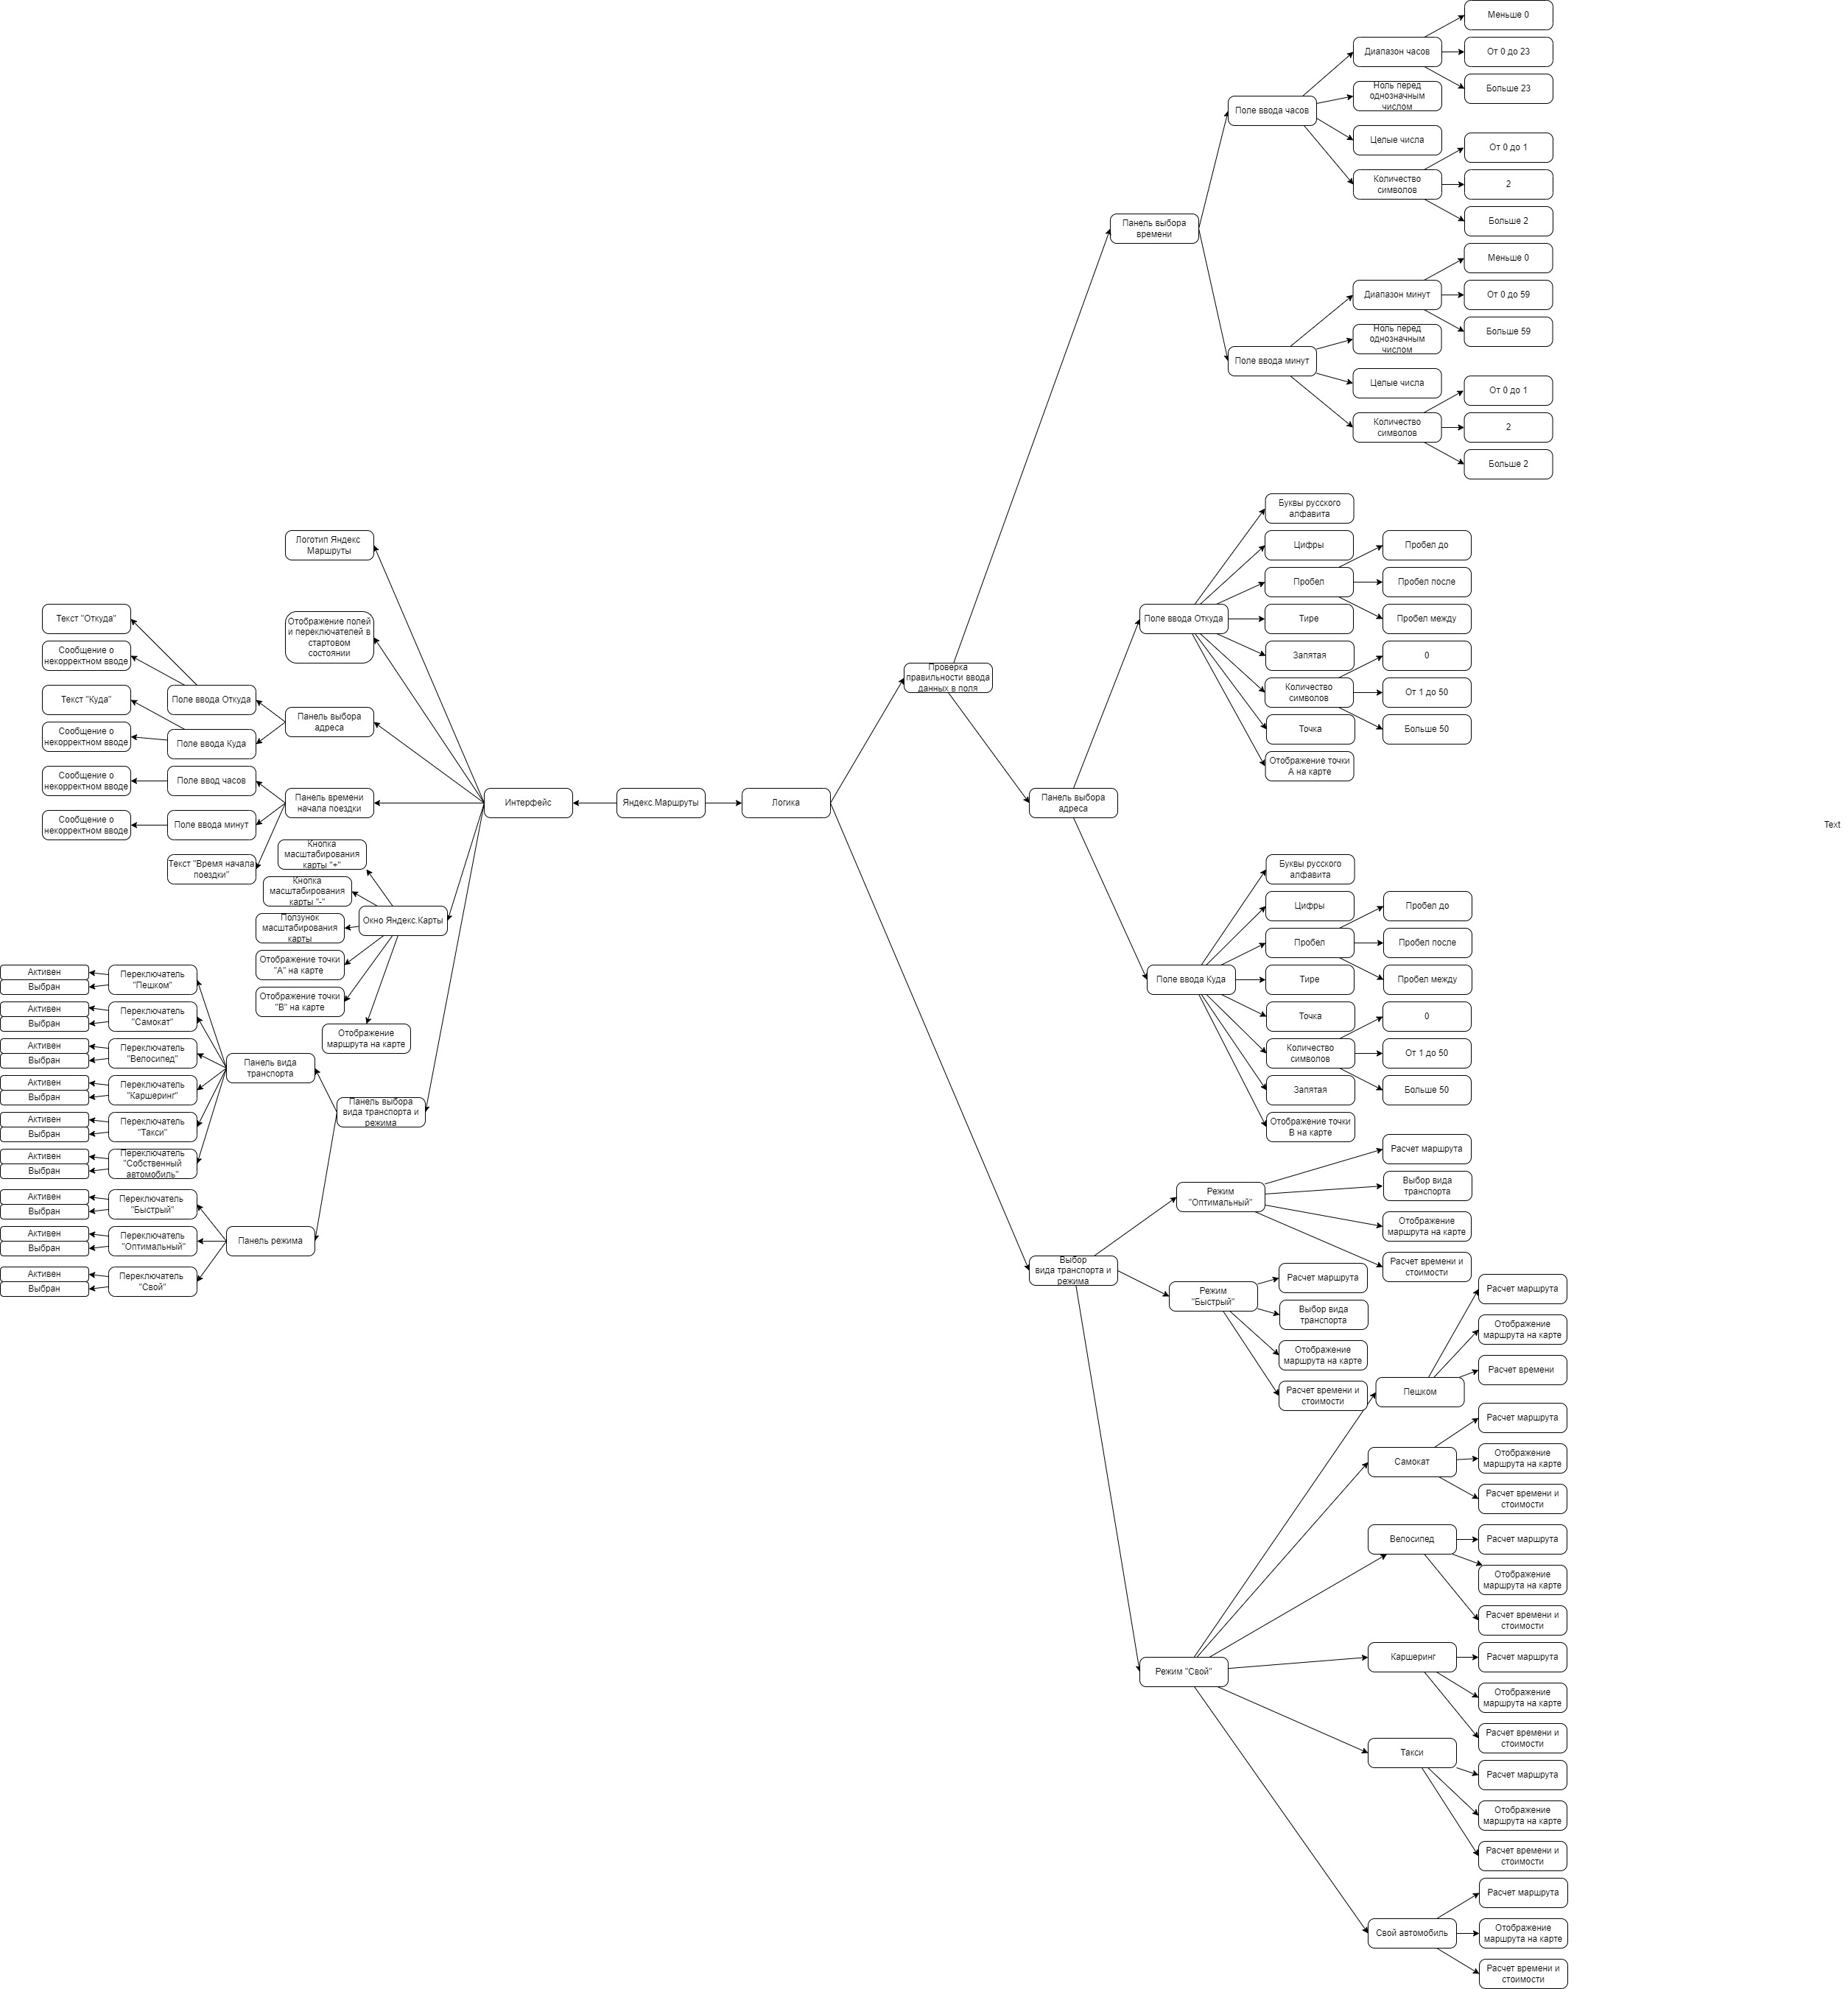 Меньше 0
Диапазон часов
От 0 до 23
Больше 23
Ноль перед
однозначным
числом
Поле ввода часов
Целые числа
От 0 до 1
Количество
символов
2
Больше 2
Панель выбора
времени
Меньше 0
Диапазон минут
От 0 до 59
Больше 59
Ноль перед
однозначным
числом
Поле ввода минут
Целые числа
От 0 до 1
Количество
символов
2
Больше 2
Буквы русского
алфавита
Цифры
Пробел до
Пробел
Пробел после
Поле ввода Откуда
Тире
Пробел между
Запятая
0
Количество
символов
От 1 до 50
Точка
Больше 50
Отображение точки
А на карте
Проверка
правильности ввода
данных в поля
Логотип Яндекс
Маршруты
Отображение полей
и переключателей в
стартовом
состоянии
Текст "Откуда"
Сообщение о
некорректном вводе
Поле ввода Откуда
Текст "Куда"
Панель выбора
адреса
Сообщение о
некорректном вводе
Поле ввода Куда
Сообщение о
некорректном вводе
Поле ввод часов
Панель времени
начала поездки
Интерфейс
Яндекс.Маршруты
Логика
Панель выбора
адреса
Text
Сообщение о
некорректном вводе
Поле ввода минут
Текст "Время начала
поездки"
Кнопка
масштабирования
карты "+"
Кнопка
масштабирования
карты "-"
Окно Яндекс.Карты
Ползунок
масштабирования
карты
Отображение точки
"А" на карте
Отображение точки
"В" на карте
Отображение
маршрута на карте
Буквы русского
алфавита
Цифры
Пробел до
Пробел
Пробел после
Поле ввода Куда
Тире
Пробел между
Точка
0
Количество
символов
От 1 до 50
Запятая
Больше 50
Отображение точки
В на карте
Активен
Выбран
Переключатель
"Пешком"
Активен
Выбран
Переключатель
"Самокат"
Активен
Выбран
Переключатель
"Велосипед"
Панель вида
транспорта
Активен
Выбран
Переключатель
"Каршеринг"
Панель выбора
вида транспорта и
режима
Активен
Выбран
Переключатель
"Такси"
Активен
Выбран
Переключатель
"Собственный
автомобиль"
Активен
Выбран
Переключатель
"Быстрый"
Активен
Выбран
Переключатель
"Оптимальный"
Панель режима
Активен
Выбран
Переключатель
"Свой"
Расчет маршрута
Режим
"Оптимальный"
Выбор вида
транспорта
Отображение
маршрута на карте
Расчет времени и
стоимости
Выбор
вида транспорта и
режима
Режим
"Быстрый"
Расчет маршрута
Выбор вида
транспорта
Отображение
маршрута на карте
Расчет времени и
стоимости
Расчет маршрута
Отображение
маршрута на карте
Расчет времени
Пешком
Расчет маршрута
Самокат
Отображение
маршрута на карте
Расчет времени и
стоимости
Велосипед
Расчет маршрута
Отображение
маршрута на карте
Расчет времени и
стоимости
Режим "Свой"
Каршеринг
Расчет маршрута
Отображение
маршрута на карте
Расчет времени и
стоимости
Такси
Расчет маршрута
Отображение
маршрута на карте
Расчет времени и
стоимости
Расчет маршрута
Свой автомобиль
Отображение
маршрута на карте
Расчет времени и
стоимости